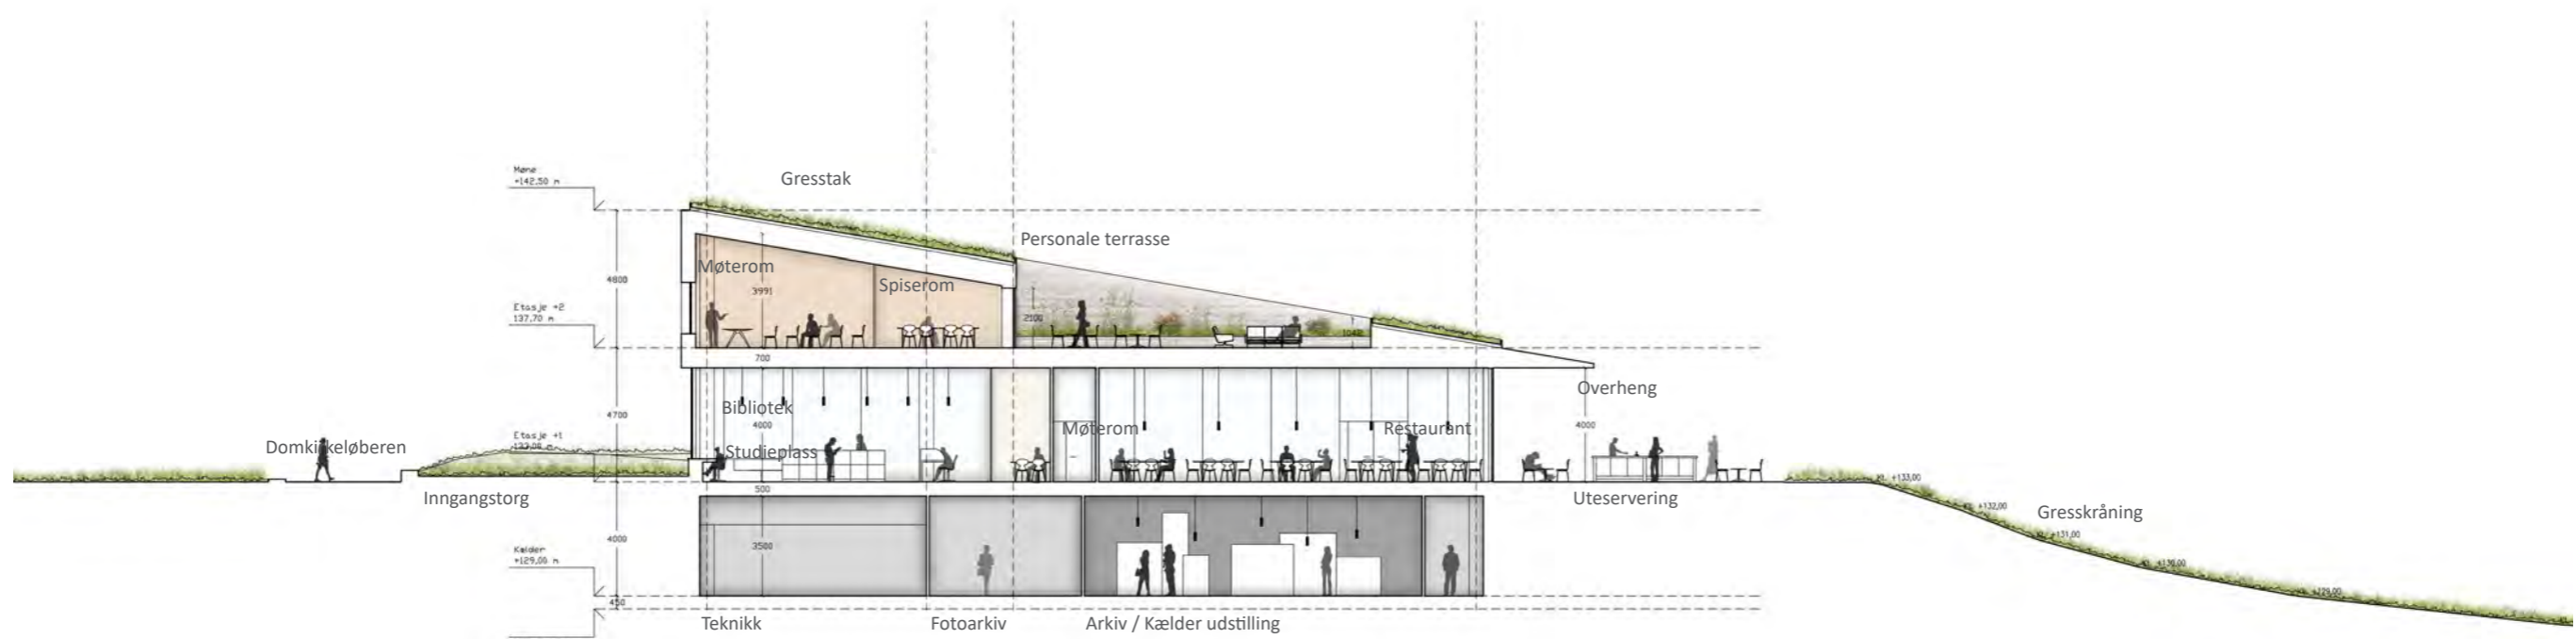 Møne
+142,50 m
Gresstak
Personale terrasse
Møterom
4800
Spiserom
3991
Etasje +2
137,70 m
2100
1042
700
Overheng
Bibliotek
4700
4000
4000
Etasje +1
Møterom
Restaurant
Domkirkeløberen
Studieplass
500
Inngangstorg
Uteservering
+133,00
+132,00
Gresskråning
+131,00
4000
3500
Kælder
+129,00 m
+130,00
+129,00
450
Teknikk
Fotoarkiv
Arkiv / Kælder udstilling